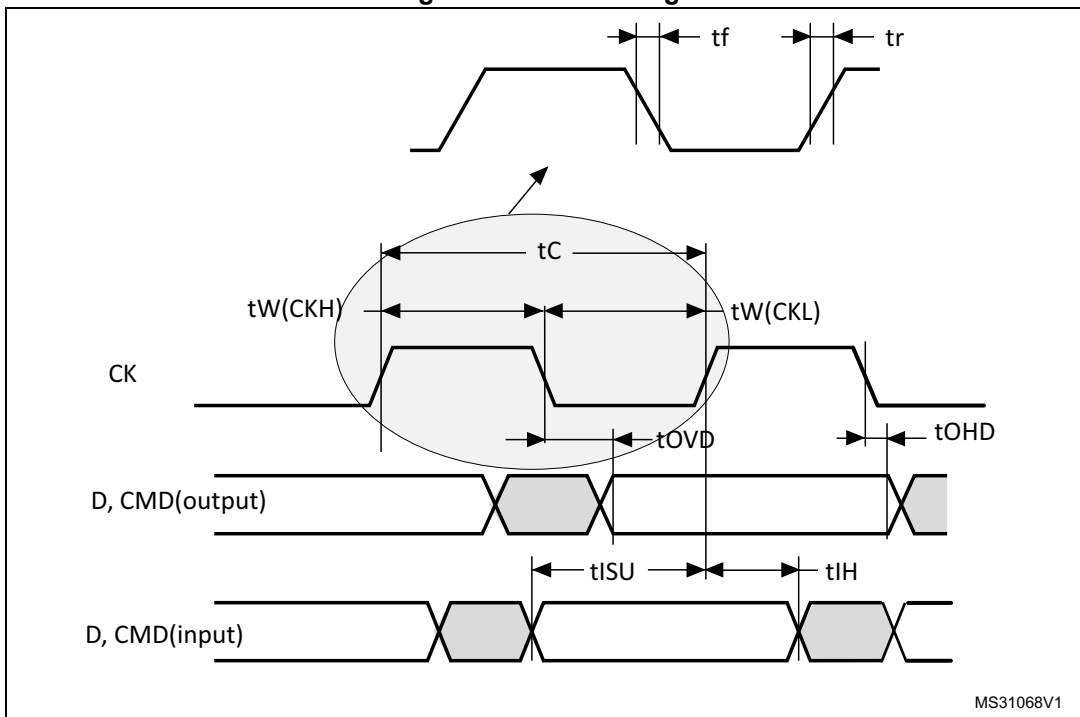 tf
tr
tC
tW(CKH)
tW(CKL)
CK
tOVD
tOHD
D, CMD(output)
tISU
tIH
D, CMD(input)
MS31068V1